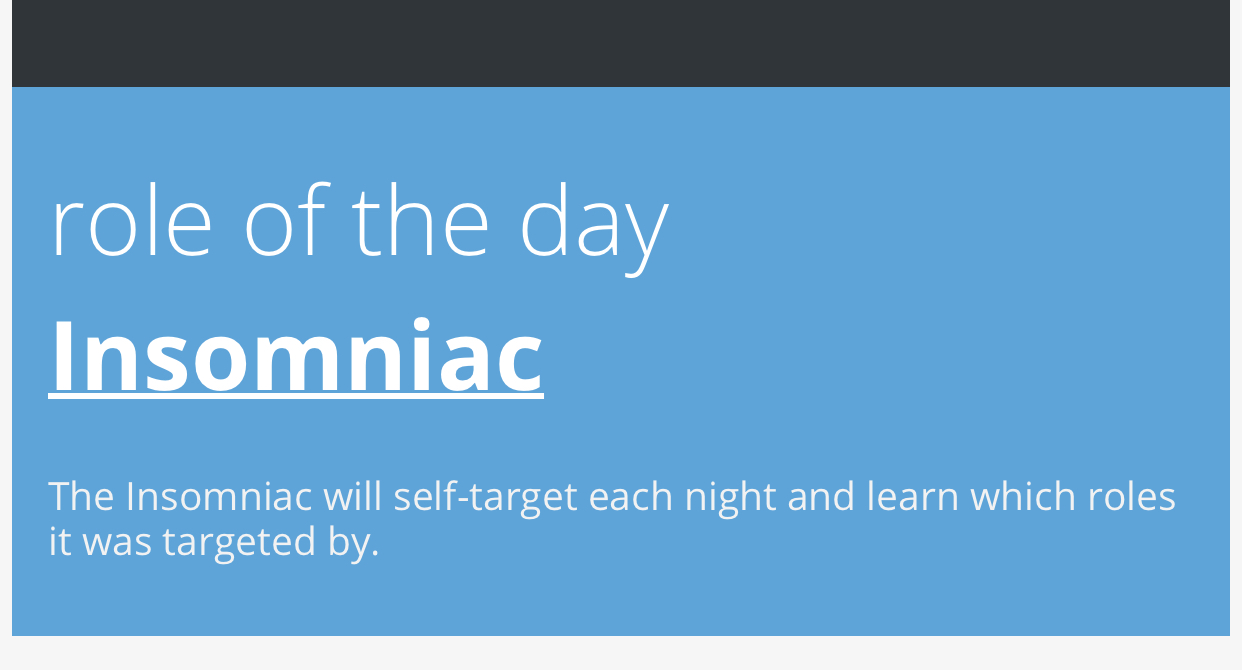 role of the day
Insomniac
The Insomniac will self-target each night and learn which roles
it was targeted by.